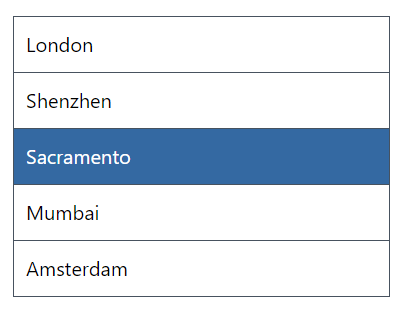 London
Shenzhen
Sacramento
Mumbai
Amsterdam